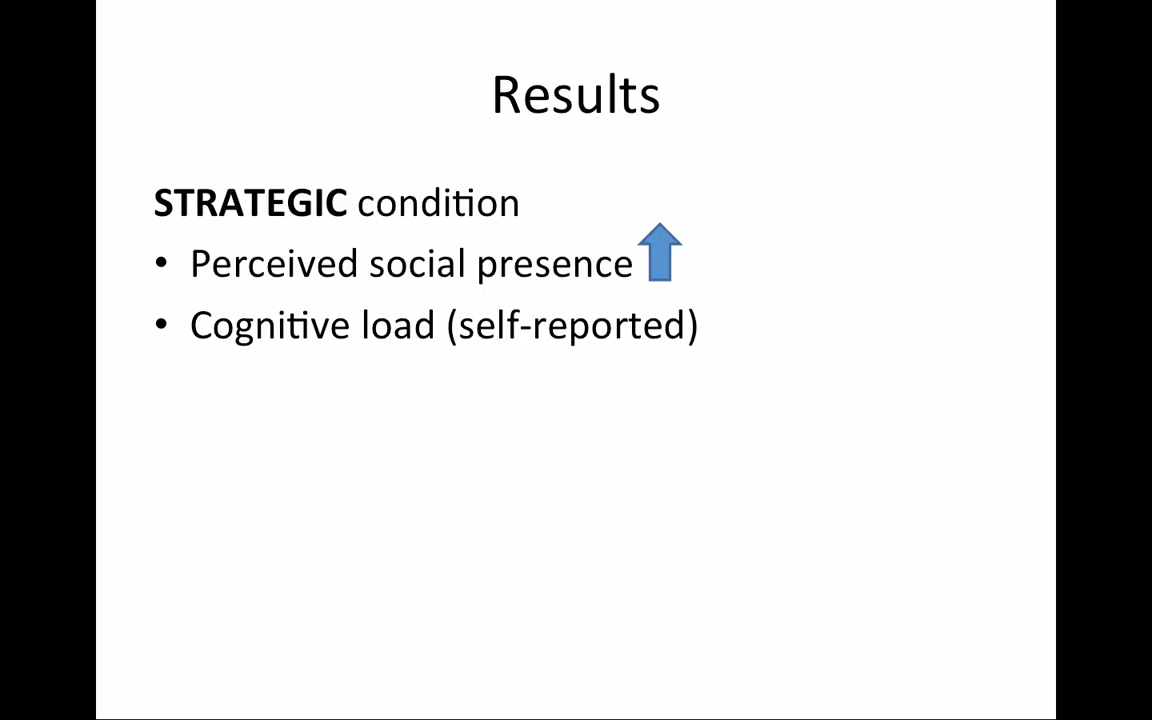 Results
STRATEGIC condition
• Perceived social presence
• Cognitive load (self-reported)